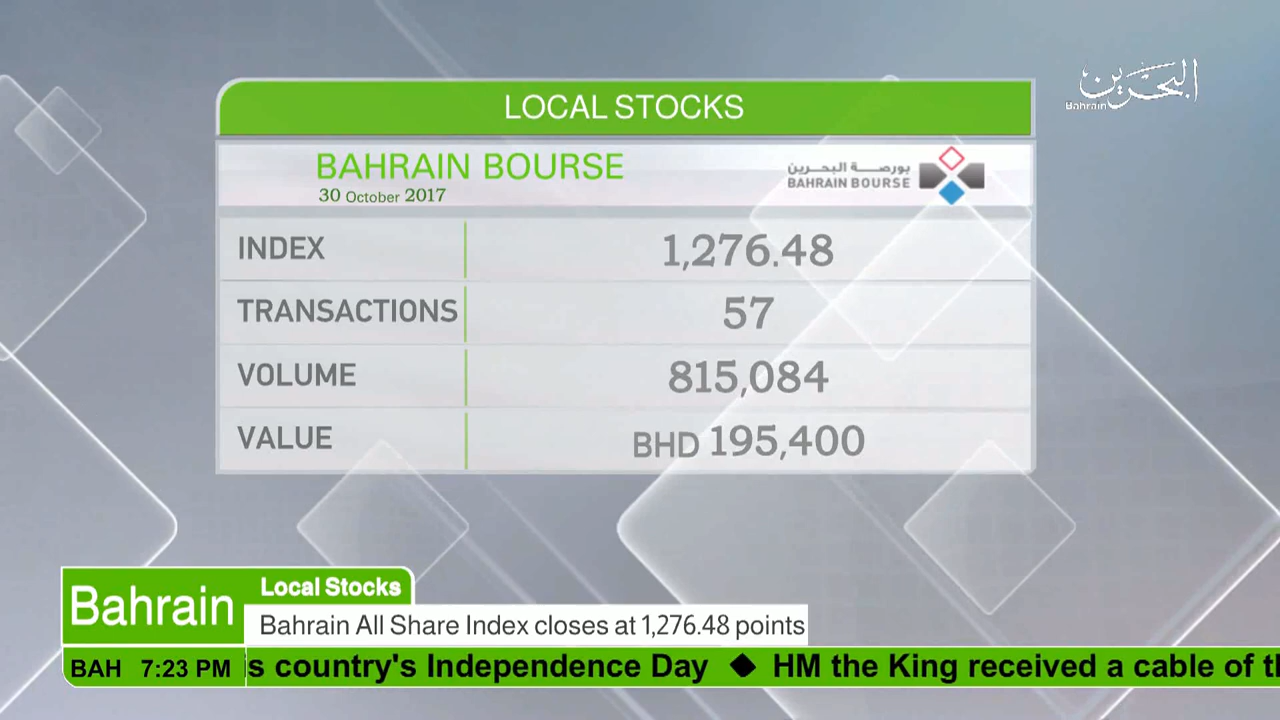 البحرين
Bahrain
LOCAL STOCKS
BAHRAIN BOURSE
30 October 2017
بورصة البحرين
BAHRAIN BOURSE
INDEX 1,276.48
TRANSACTIONS 57
VOLUME 815,084
VALUE BHD 195,400
Bahrain
Local Stocks
Bahrain All Share Index closes at 1,276.48 points
BAH 7:23 PM s country's Independence Day ◆ HM the King received a cable of